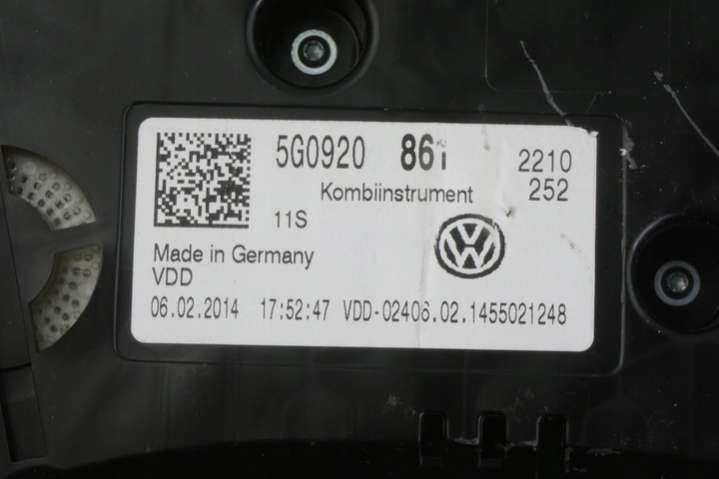 5G0920 2210
Kombiinstrument 252
11S
Made in Germany
VDD
06.02.2014 17:52:47 VDD-02406.02.1455021248